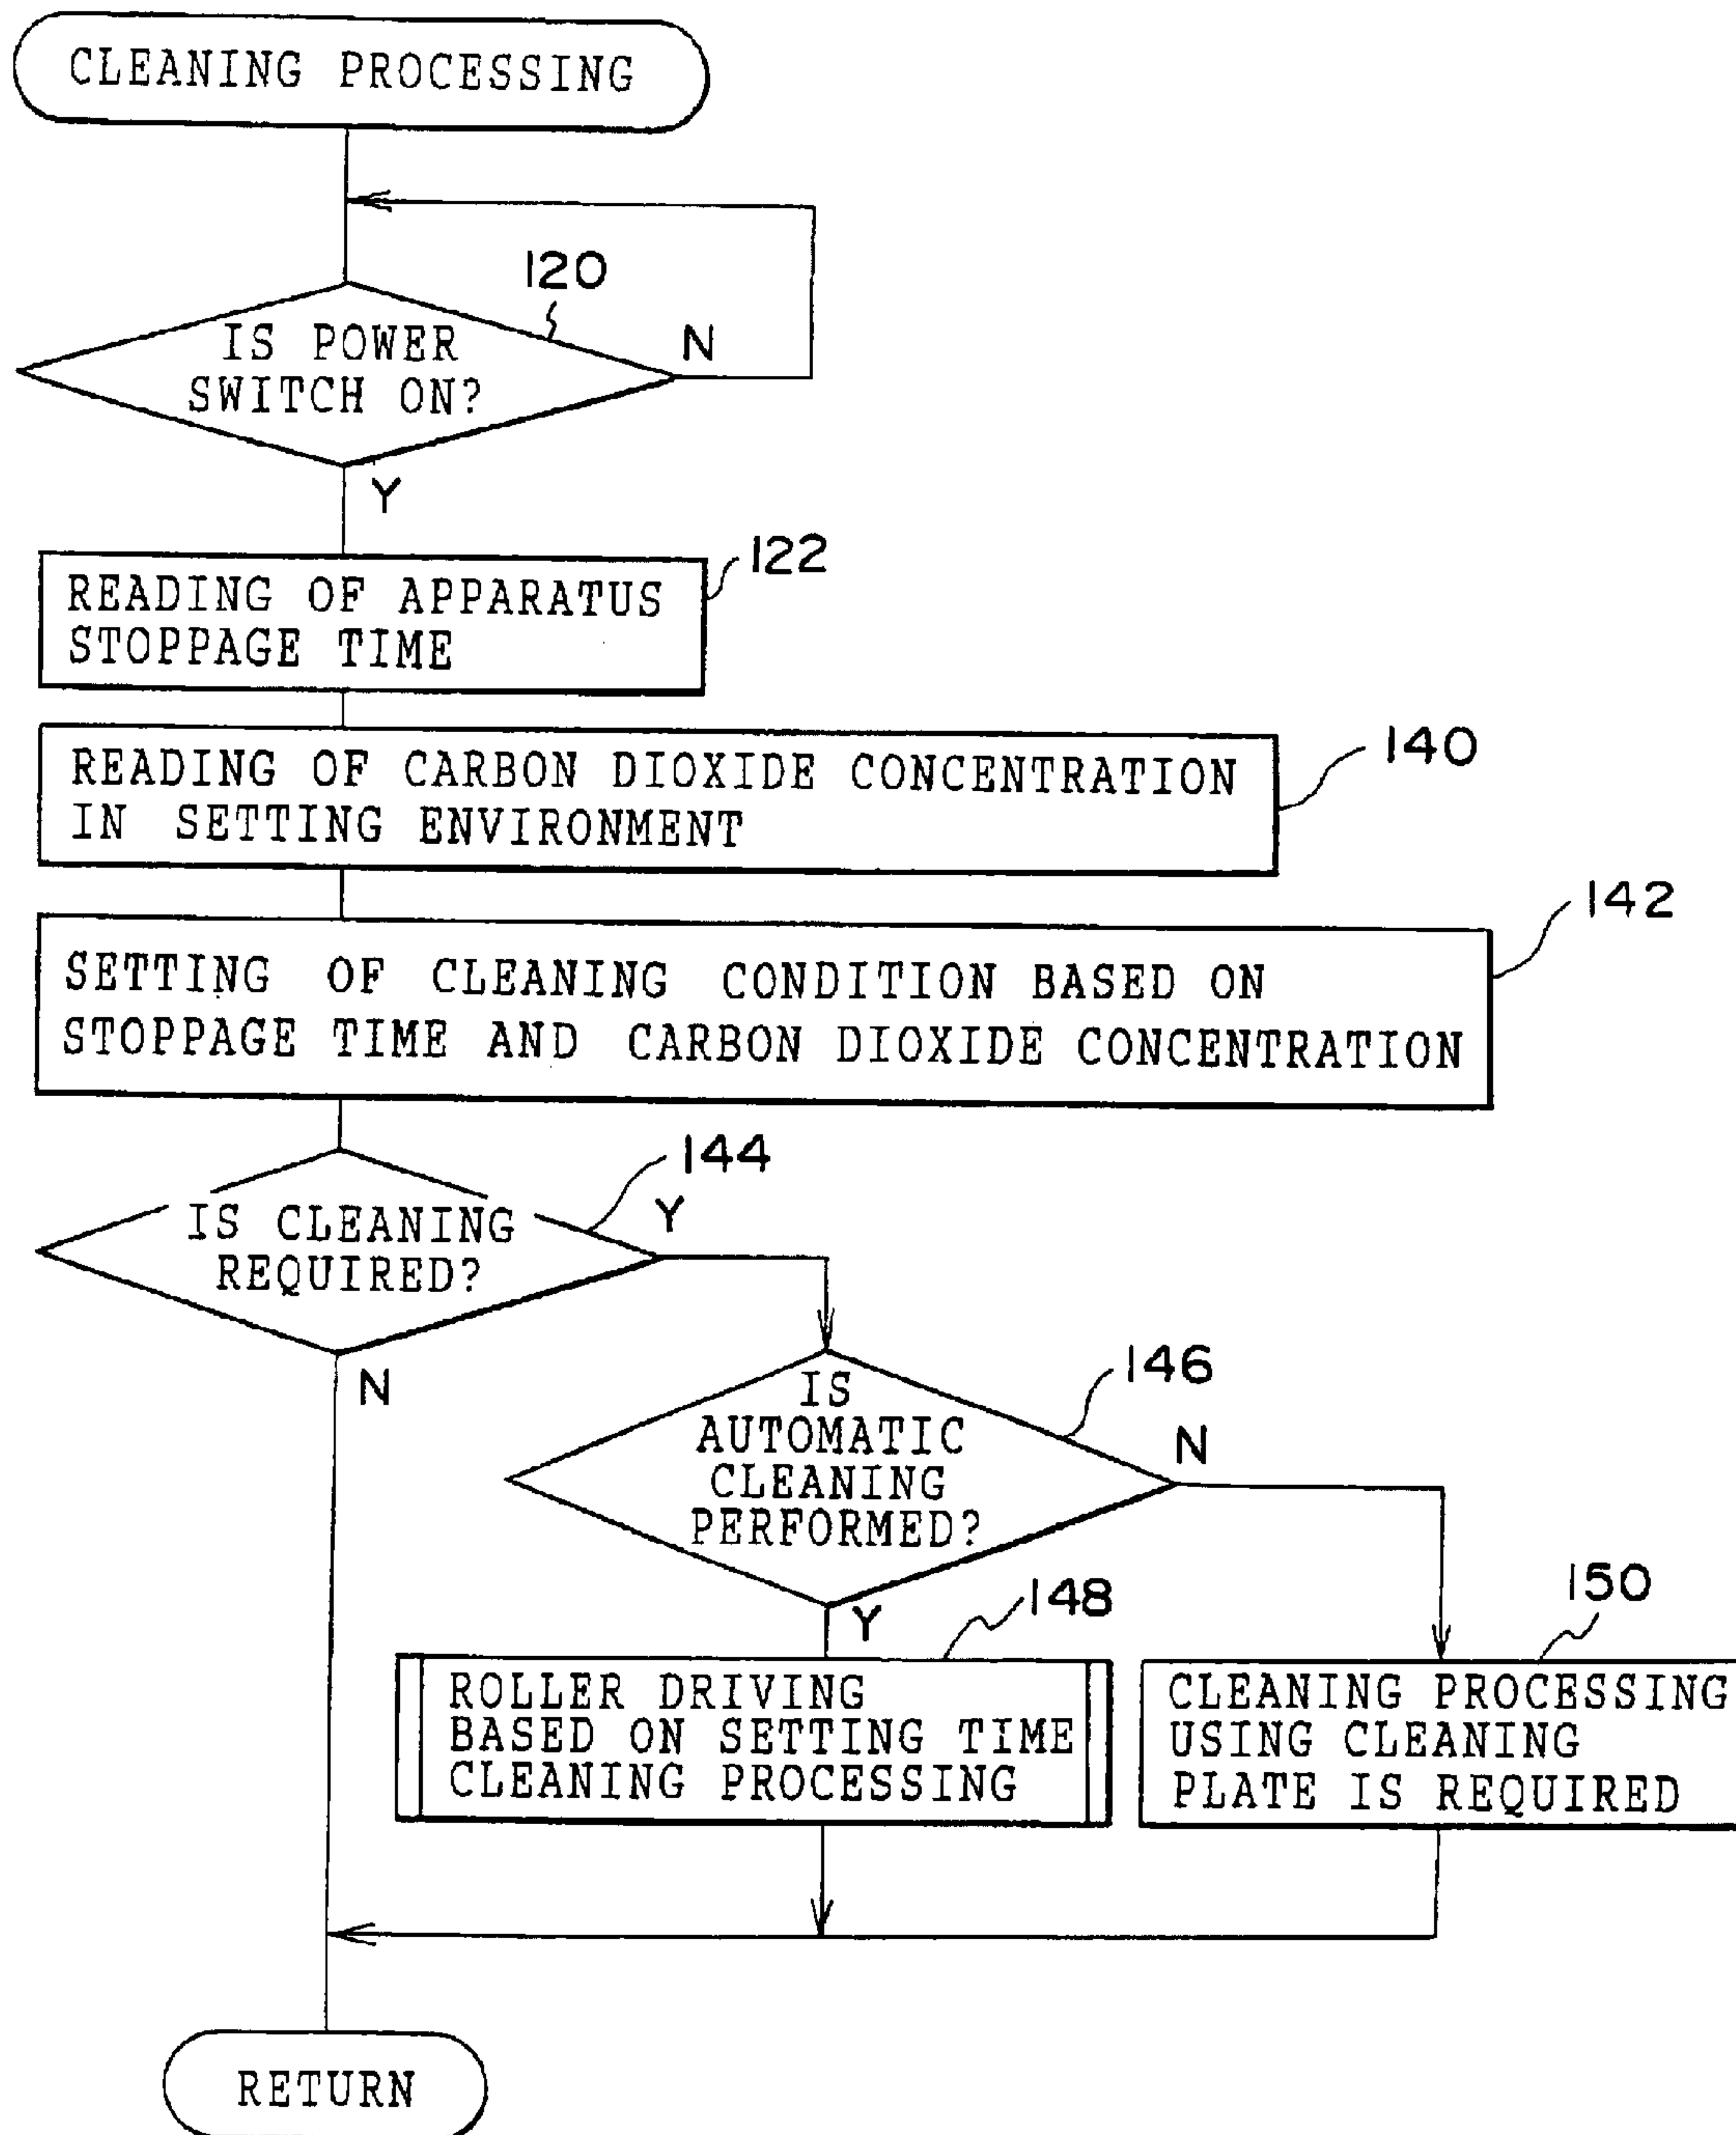 CLEANING PROCESSING
120
IS POWER
SWITCH ON?
N
Y
122
READING OF APPARATUS
STOPPAGE TIME
140
READING OF CARBON DIOXIDE CONCENTRATION
IN SETTING ENVIRONMENT
142
SETTING OF CLEANING CONDITION BASED ON
STOPPAGE TIME AND CARBON DIOXIDE CONCENTRATION
144
IS CLEANING
REQUIRED?
Y
N
146
IS
AUTOMATIC
CLEANING
PERFORMED?
N
Y
148
ROLLER DRIVING
BASED ON SETTING TIME
CLEANING PROCESSING
150
CLEANING PROCESSING
USING CLEANING
PLATE IS REQUIRED
RETURN